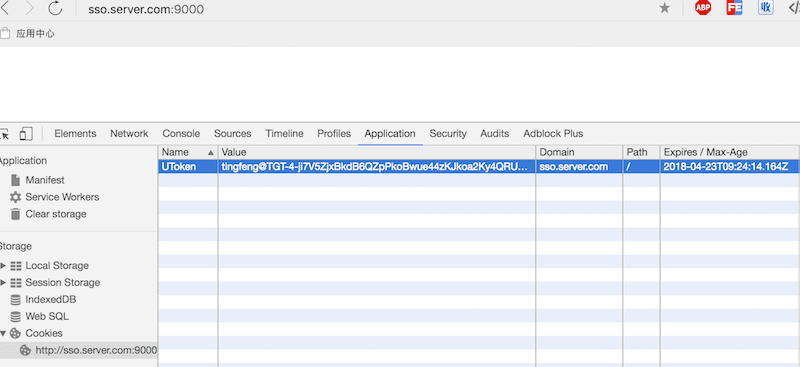 sso.server.com:9000
ABP
FE
收
应用中心
Elements Network Console Sources Timeline Profiles Application Security Audits Adblock Plus
Application
Manifest
Service Workers
Clear storage
Storage
Local Storage
Session Storage
IndexedDB
Web SQL
Cookies
http://sso.server.com:9000
Name Value Domain Path Expires / Max-Age
UToken tingfeng@TGT-4-ji7V5ZjxBkdB6QZpPkoBwue44zKJkoa2Ky4QRU... sso.server.com / 2018-04-23T09:24:14.164Z